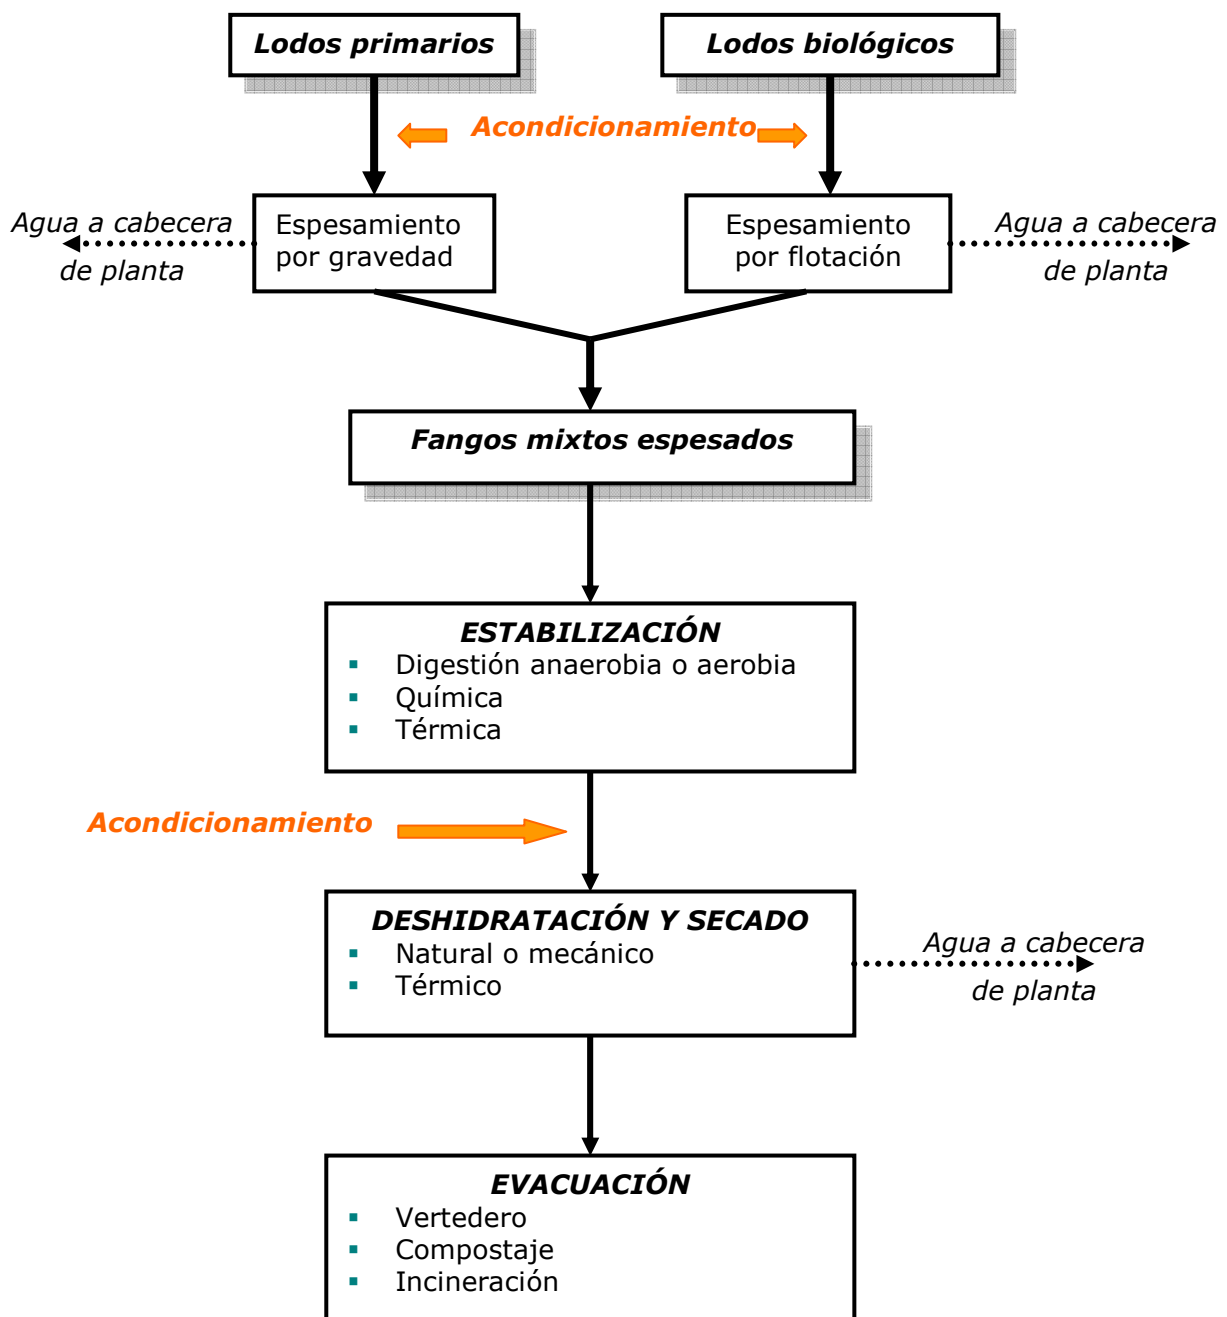 Lodos primarios
Lodos biológicos
Acondicionamiento
Agua a cabecera
de planta
Espesamiento
por gravedad
Espesamiento
por flotación
Agua a cabecera
de planta
Fangos mixtos espesados
ESTABILIZACIÓN
▪ Digestión anaerobia o aerobia
▪ Química
▪ Térmica
Acondicionamiento
DESHIDRATACIÓN Y SECADO
▪ Natural o mecánico
▪ Térmico
Agua a cabecera
de planta
EVACUACIÓN
▪ Vertedero
▪ Compostaje
▪ Incineración